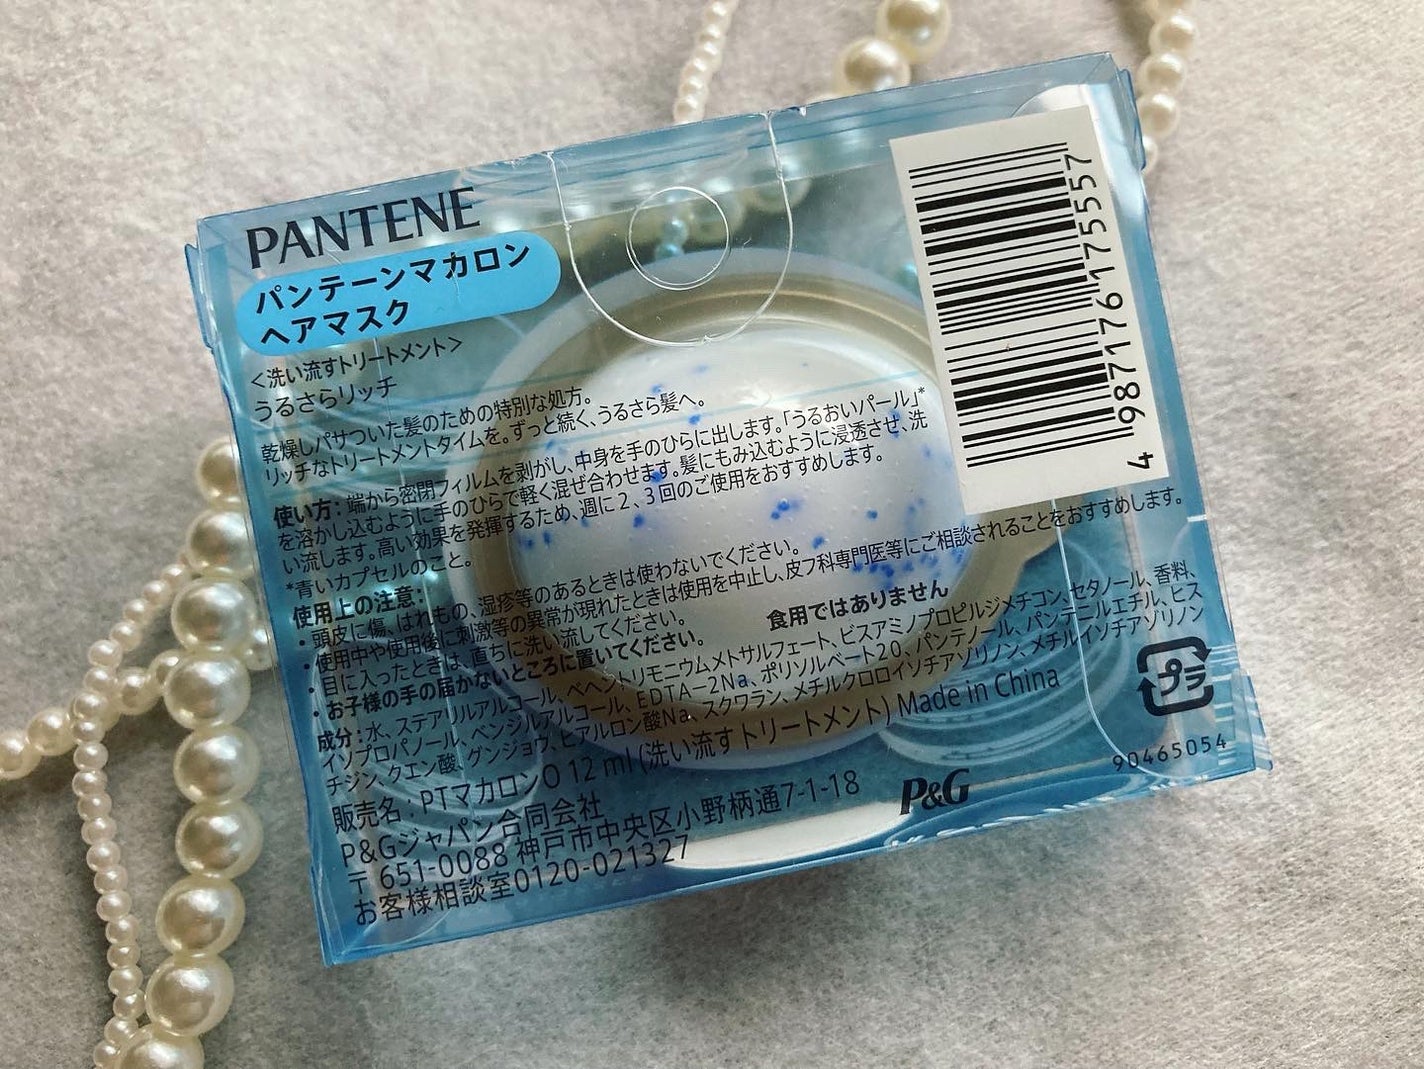 PANTENE
パンテーンマカロン
ヘアマスク
<洗い流すトリートメント>
うるさらリッチ
乾燥しパサついた髪のための特別な処方。
リッチなトリートメントタイムを。ずっと続く、うるさら髪へ。
使い方：端から密閉フィルムを剥がし、中身を手のひらに出します。「うるおいパール」*
を溶かし込むように手のひらで軽く混ぜ合わせます。髪にもみ込むように浸透させ、洗
い流します。高い効果を発揮するため、週に2、3回のご使用をおすすめします。
*青いカプセルのこと。
使用上の注意：
・頭皮に傷、はれもの、湿疹等のあるときは使わないでください。
・使用中や使用後に刺激等の異常が現れたときは使用を中止し、皮フ科専門医等にご相談されることをおすすめします。
・目に入ったときは、直ちに洗い流してください。
・お子様の手の届かないところに置いてください。 食用ではありません
成分：水、ステアリルアルコール、ベヘントリモニウムメトサルフェート、ビスアミノプロピルジメチコン、セタノール、香料、
イソプロパノール、ベンジルアルコール、EDTA－2Na、ポリソルベート20、パンテノール、パンテニルエチル、ヒス
チジン、クエン酸、グンジョウ、ヒアルロン酸Na、スクワラン、メチルクロロイソチアゾリノン、メチルイソチアゾリノン
販売名：PTマカロンO 12 ml (洗い流すトリートメント) Made in China
P&Gジャパン合同会社
〒 651-0088 神戸市中央区小野柄通7-1-18
お客様相談室0120-021327
P&G
プラ
90465054
4 987176 175557